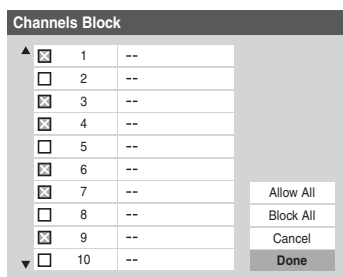 Channels Block
1 --
2 --
3 --
4 --
5 --
6 --
7 -- Allow All
8 -- Block All
9 -- Cancel
10 -- Done